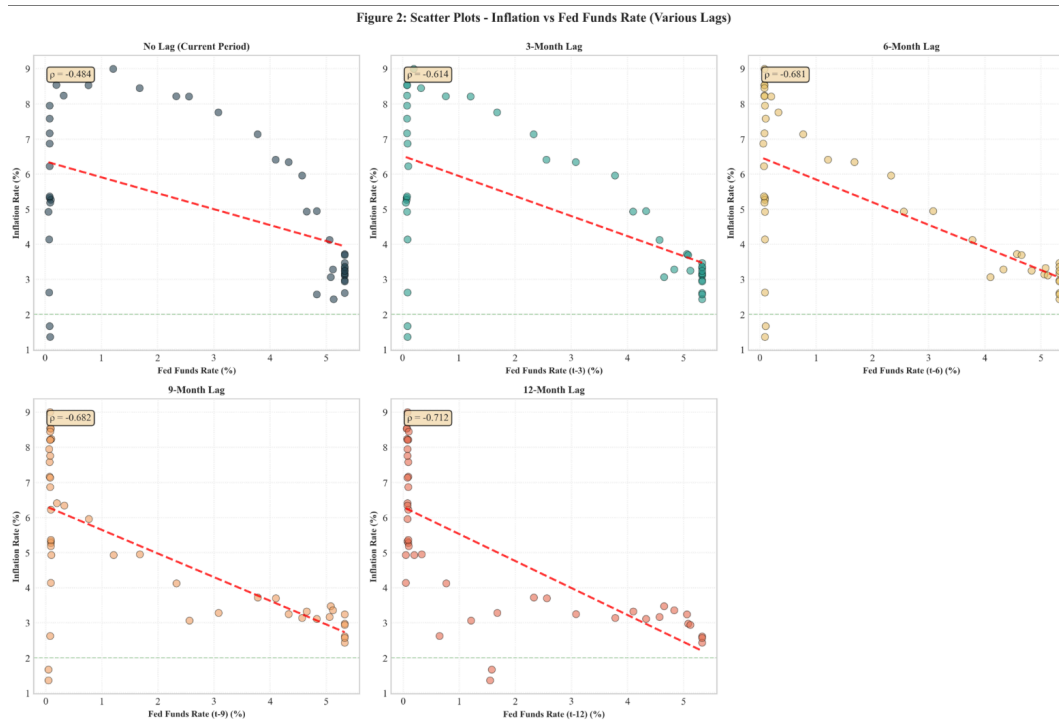 Figure 2: Scatter Plots - Inflation vs Fed Funds Rate (Various Lags)
No Lag (Current Period)
ρ = -0.484
Inflation Rate (%)
9
8
7
6
5
4
3
2
1
0 1 2 3 4 5
Fed Funds Rate (%)
3-Month Lag
ρ = -0.614
Inflation Rate (%)
9
8
7
6
5
4
3
2
1
0 1 2 3 4 5
Fed Funds Rate (t-3) (%)
6-Month Lag
ρ = -0.681
Inflation Rate (%)
9
8
7
6
5
4
3
2
1
0 1 2 3 4 5
Fed Funds Rate (t-6) (%)
9-Month Lag
ρ = -0.682
Inflation Rate (%)
9
8
7
6
5
4
3
2
1
0 1 2 3 4 5
Fed Funds Rate (t-9) (%)
12-Month Lag
ρ = -0.712
Inflation Rate (%)
9
8
7
6
5
4
3
2
1
0 1 2 3 4 5
Fed Funds Rate (t-12) (%)